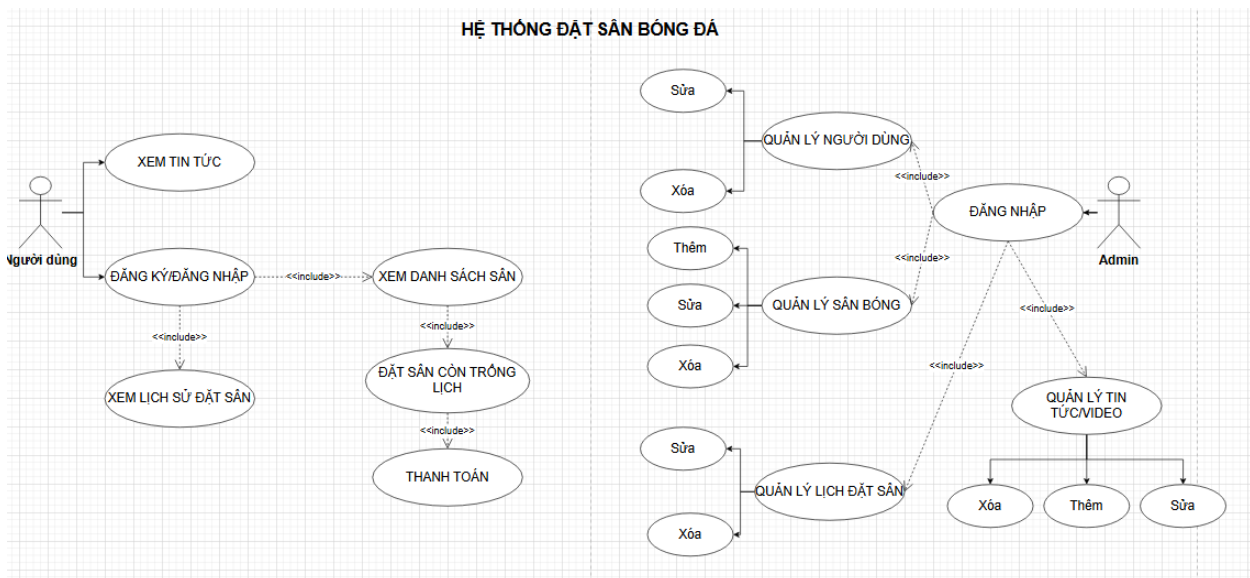 HỆ THỐNG ĐẶT SÂN BÓNG ĐÁ
XEM TIN TỨC
Người dùng
ĐĂNG KÝ/ĐĂNG NHẬP
<<include>>
XEM DANH SÁCH SÂN
<<include>>
<<include>>
XEM LỊCH SỬ ĐẶT SÂN
ĐẶT SÂN CÒN TRỐNG
LỊCH
<<include>>
THANH TOÁN
Sửa
QUẢN LÝ NGƯỜI DÙNG
Xóa
<<include>>
ĐĂNG NHẬP
Admin
Thêm
<<include>>
Sửa
QUẢN LÝ SÂN BÓNG
Xóa
<<include>>
<<include>>
QUẢN LÝ TIN
TỨC/VIDEO
Sửa
QUẢN LÝ LỊCH ĐẶT SÂN
Xóa
Xóa
Thêm
Sửa